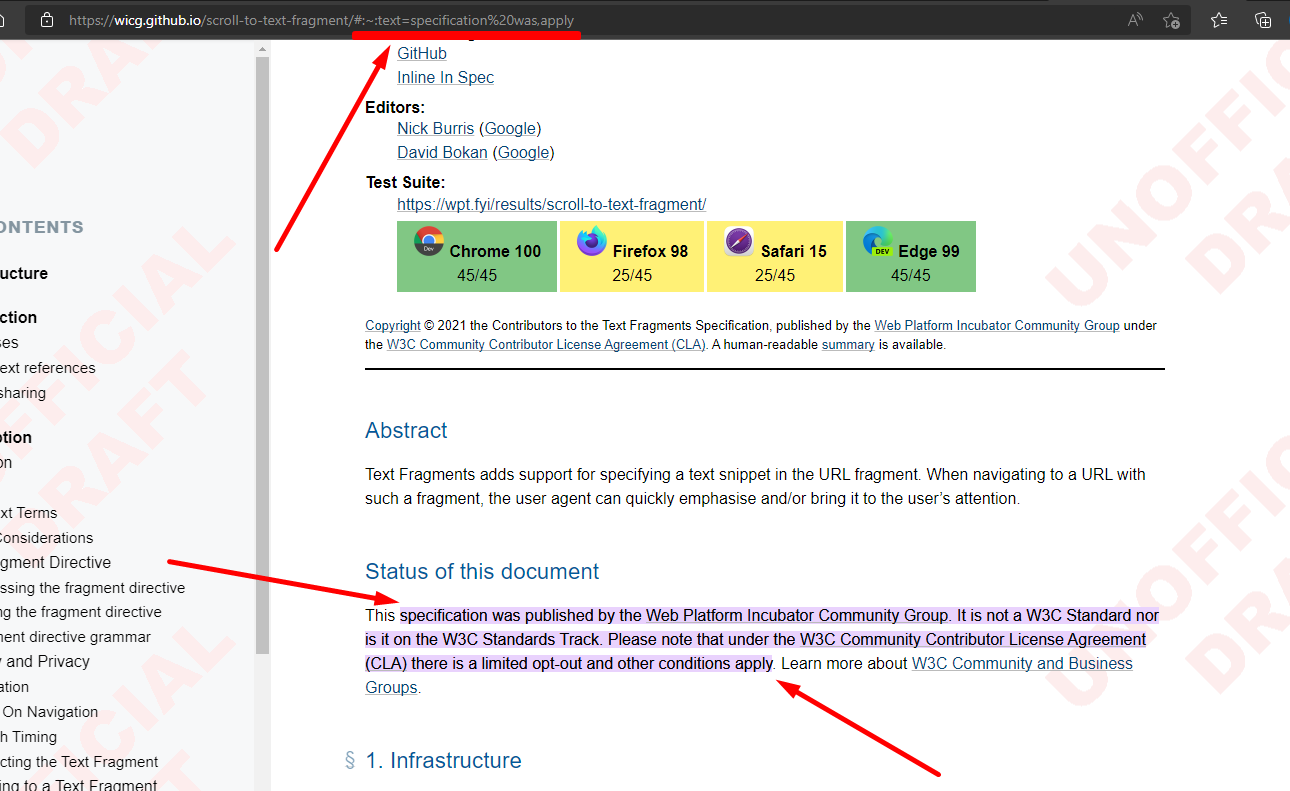 https://wicg.github.io/scroll-to-text-fragment/#:~:text=specification%20was,apply
GitHub
Inline In Spec
Editors:
Nick Burris (Google)
David Bokan (Google)
Test Suite:
https://wpt.fyi/results/scroll-to-text-fragment/
Chrome 100
45/45
Firefox 98
25/45
Safari 15
25/45
Edge 99
45/45
Copyright © 2021 the Contributors to the Text Fragments Specification, published by the Web Platform Incubator Community Group under
the W3C Community Contributor License Agreement (CLA). A human-readable summary is available.
Abstract
Text Fragments adds support for specifying a text snippet in the URL fragment. When navigating to a URL with
such a fragment, the user agent can quickly emphasise and/or bring it to the user’s attention.
Status of this document
This specification was published by the Web Platform Incubator Community Group. It is not a W3C Standard nor
is it on the W3C Standards Track. Please note that under the W3C Community Contributor License Agreement
(CLA) there is a limited opt-out and other conditions apply. Learn more about W3C Community and Business
Groups.
§ 1. Infrastructure
ONTENTS
ucture
ction
ses
ext references
sharing
ption
on
xt Terms
Considerations
gment Directive
ssing the fragment directive
ng the fragment directive
ment directive grammar
y and Privacy
ation
On Navigation
h Timing
cting the Text Fragment
ing to a Text Fragment
DRAFT
UNOFFICIAL
DRAFT